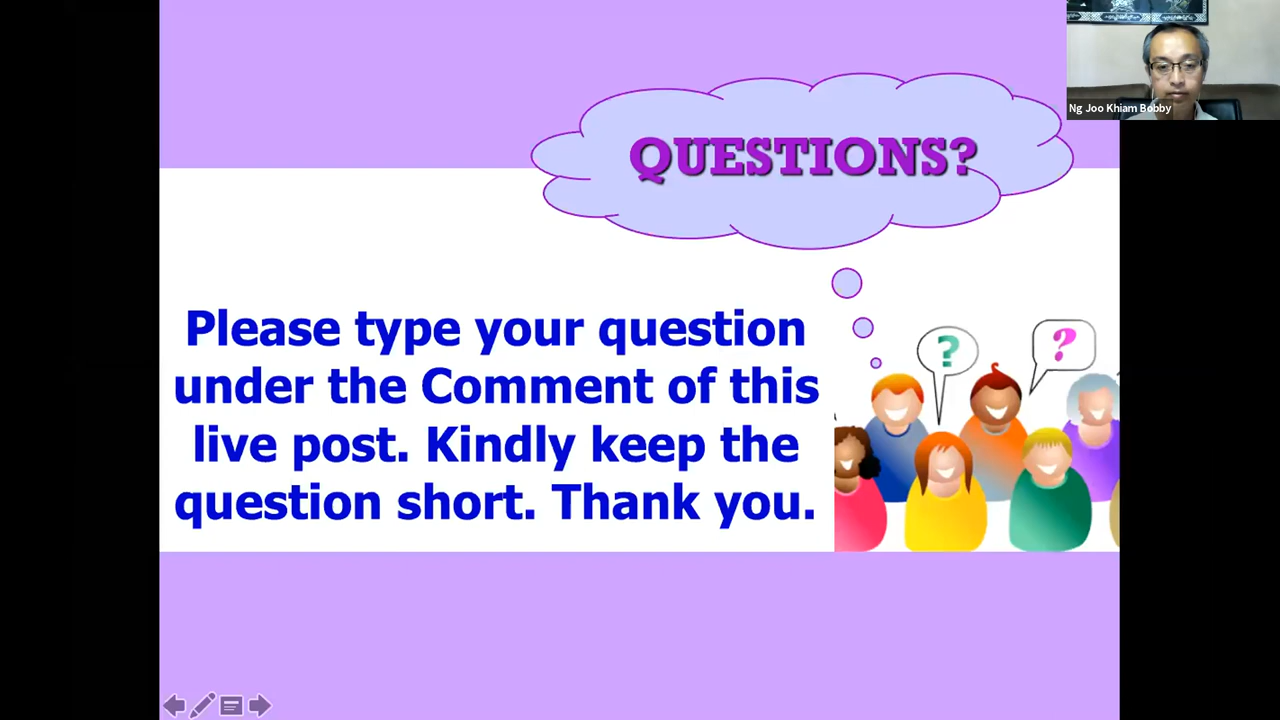 Ng Joo Khiam Bobby
QUESTIONS?
?
?
Please type your question
under the Comment of this
live post. Kindly keep the
question short. Thank you.